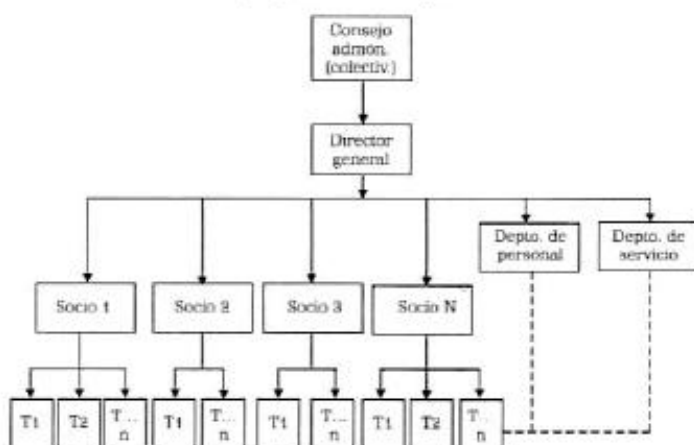 Consejo
admón.
(colectiv.)
Director
general
Depto. de
personal
Depto. de
servicio
Socio 1
Socio 2
Socio 3
Socio N
T1
T2
T...
n
T1
T...
n
T1
T...
n
T1
T2
T...
n